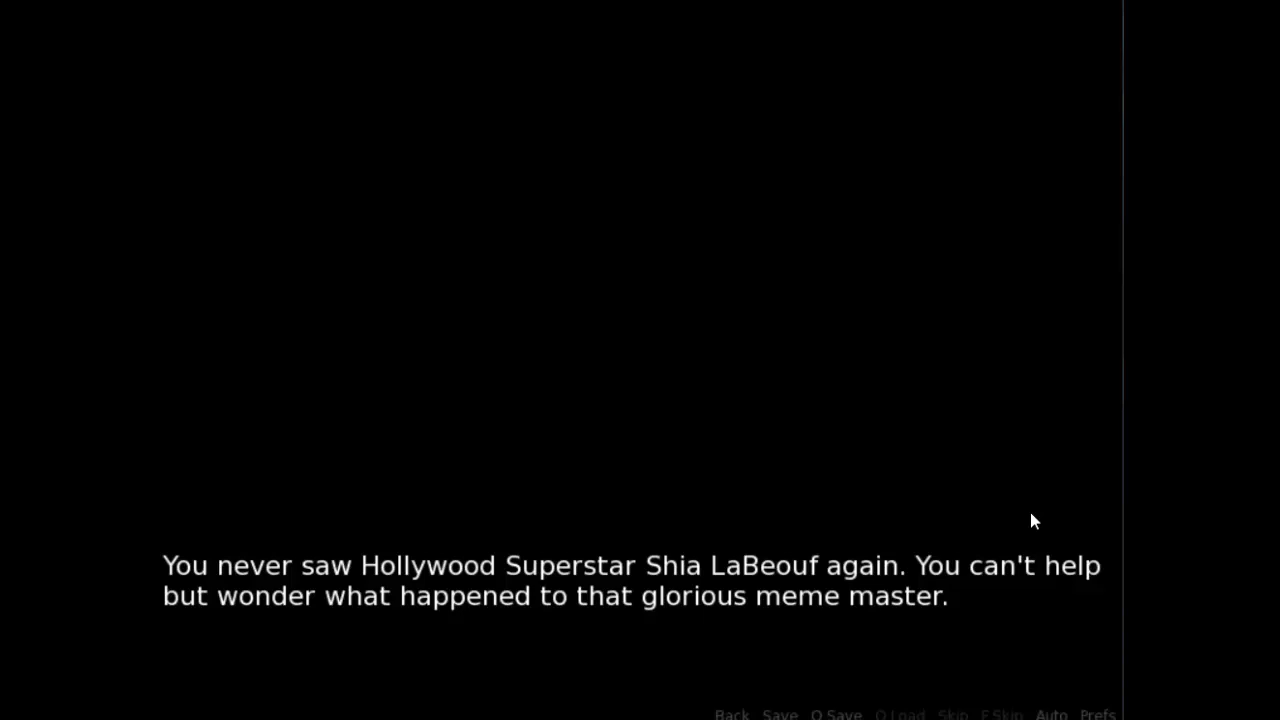 You never saw Hollywood Superstar Shia LaBeouf again. You can't help
but wonder what happened to that glorious meme master.
Back Save Q.Save Q.Load Skip F.Skip Auto Prefs